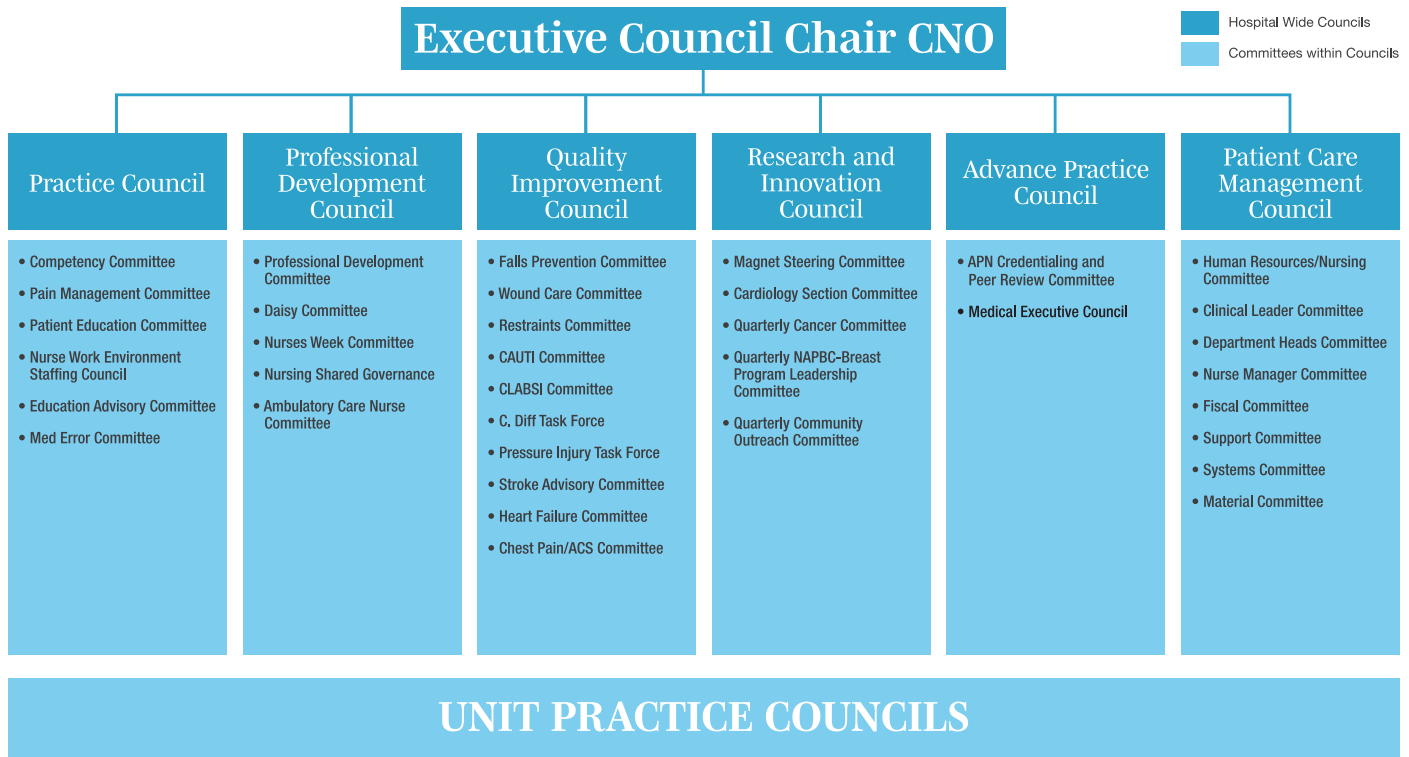 Executive Council Chair CNO
Hospital Wide Councils
Committees within Councils
Practice Council
• Competency Committee
• Pain Management Committee
• Patient Education Committee
• Nurse Work Environment
Staffing Council
• Education Advisory Committee
• Med Error Committee
Professional
Development
Council
• Professional Development
Committee
• Daisy Committee
• Nurses Week Committee
• Nursing Shared Governance
• Ambulatory Care Nurse
Committee
Quality
Improvement
Council
• Falls Prevention Committee
• Wound Care Committee
• Restraints Committee
• CAUTI Committee
• CLABSI Committee
• C. Diff Task Force
• Pressure Injury Task Force
• Stroke Advisory Committee
• Heart Failure Committee
• Chest Pain/ACS Committee
Research and
Innovation
Council
• Magnet Steering Committee
• Cardiology Section Committee
• Quarterly Cancer Committee
• Quarterly NAPBC-Breast
Program Leadership
Committee
• Quarterly Community
Outreach Committee
Advance Practice
Council
• APN Credentialing and
Peer Review Committee
• Medical Executive Council
Patient Care
Management
Council
• Human Resources/Nursing
Committee
• Clinical Leader Committee
• Department Heads Committee
• Nurse Manager Committee
• Fiscal Committee
• Support Committee
• Systems Committee
• Material Committee
UNIT PRACTICE COUNCILS